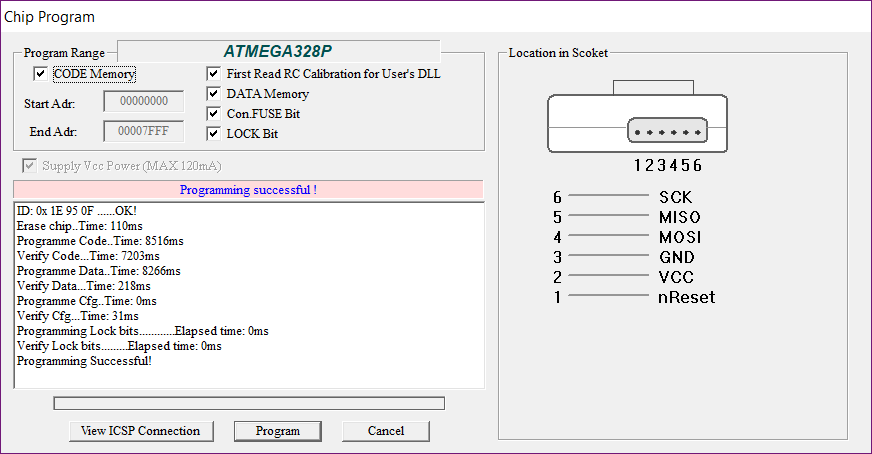 Chip Program
Program Range
ATMEGA328P
CODE Memory
Start Adr: 00000000
End Adr: 00007FFF
First Read RC Calibration for User's DLL
DATA Memory
Con.FUSE Bit
LOCK Bit
Supply Vcc Power (MAX 120mA)
Programming successful !
ID: 0x 1E 95 0F ......OK!
Erase chip..Time: 110ms
Programme Code..Time: 8516ms
Verify Code...Time: 7203ms
Programme Data..Time: 8266ms
Verify Data...Time: 218ms
Programme Cfg..Time: 0ms
Verify Cfg...Time: 31ms
Programming Lock bits............Elapsed time: 0ms
Verify Lock bits.........Elapsed time: 0ms
Programming Successful!
View ICSP Connection
Program
Cancel
Location in Scoket
123456
6 SCK
5 MISO
4 MOSI
3 GND
2 VCC
1 nReset